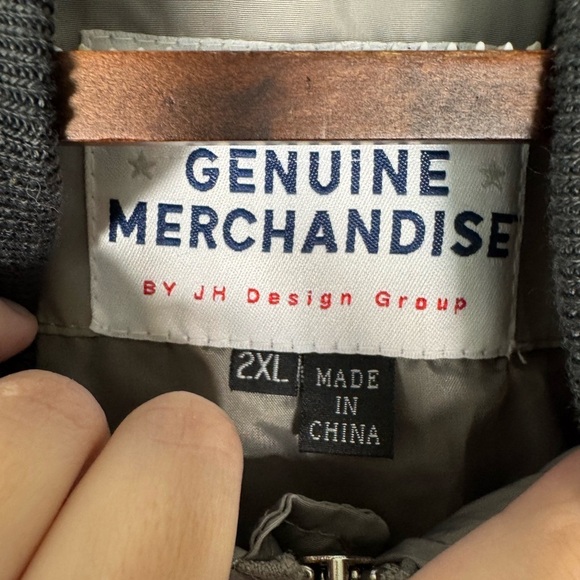 GENUiNE
MERCHANDISE
BY JH Design Group
2XL
MADE
IN
CHINA